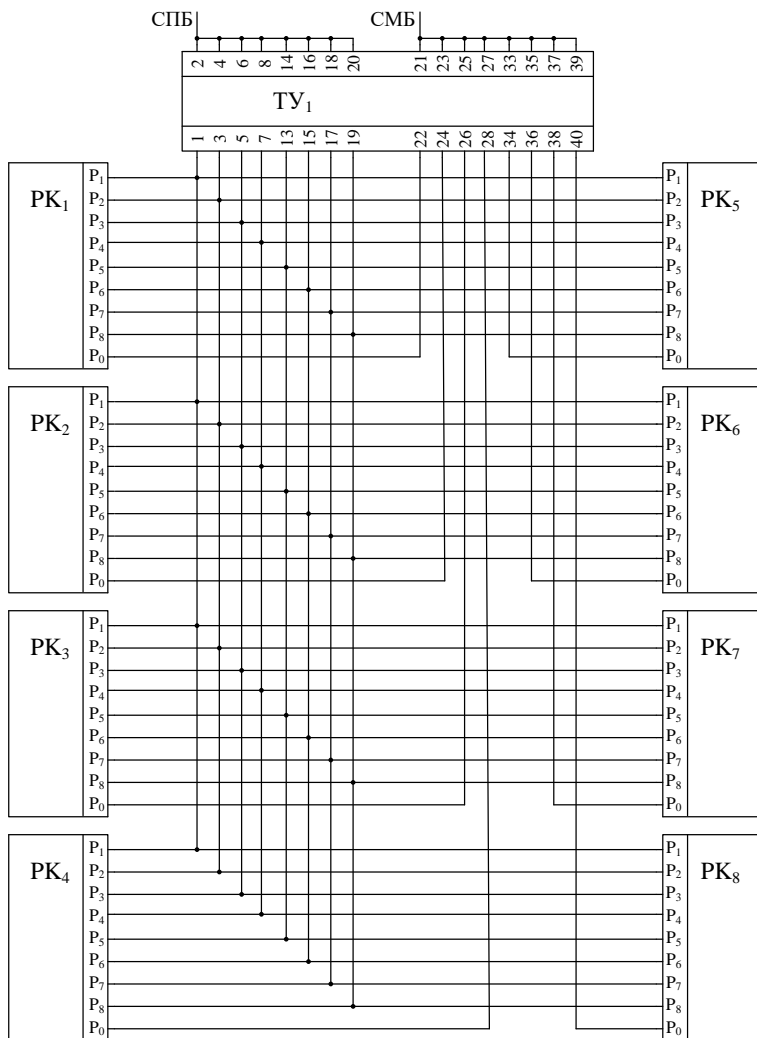 СПБ СМБ
2 4 6 8 14 16 18 20 21 23 25 27 33 35 37 39
ТУ₁
1 3 5 7 13 15 17 19 22 24 26 28 34 36 38 40
P₁ P₁
РК₁ РК₅
P₂ P₂
P₃ P₃
P₄ P₄
P₅ P₅
P₆ P₆
P₇ P₇
P₈ P₈
P₀ P₀
P₁ P₁
РК₂ РК₆
P₂ P₂
P₃ P₃
P₄ P₄
P₅ P₅
P₆ P₆
P₇ P₇
P₈ P₈
P₀ P₀
P₁ P₁
РК₃ РК₇
P₂ P₂
P₃ P₃
P₄ P₄
P₅ P₅
P₆ P₆
P₇ P₇
P₈ P₈
P₀ P₀
P₁ P₁
РК₄ РК₈
P₂ P₂
P₃ P₃
P₄ P₄
P₅ P₅
P₆ P₆
P₇ P₇
P₈ P₈
P₀ P₀